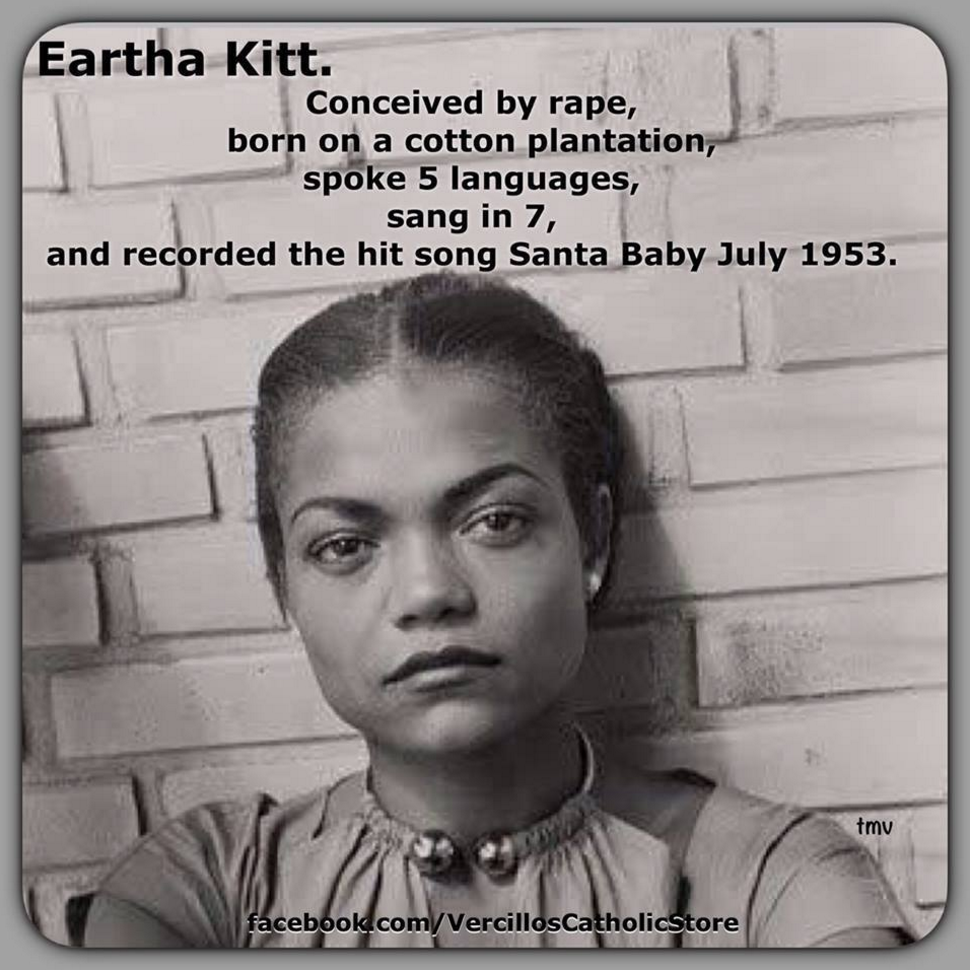 Eartha Kitt.
Conceived by rape,
born on a cotton plantation,
spoke 5 languages,
sang in 7,
and recorded the hit song Santa Baby July 1953.
tmv
facebook.com/VercillosCatholicStore